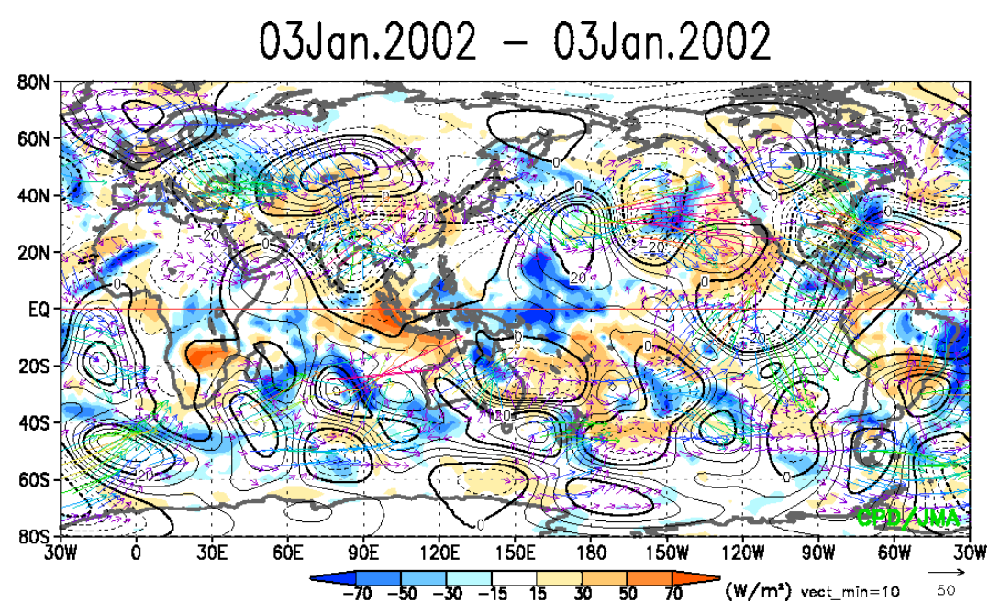 03Jan.2002 – 03Jan.2002
80N
60N
40N
20N
EQ
20S
40S
60S
80S
30W 0 30E 60E 90E 120E 150E 180 150W 120W 90W 60W 30W
CPD/JMA
-70 -50 -30 -15 15 30 50 70 (W/m²) vect_min=10 50